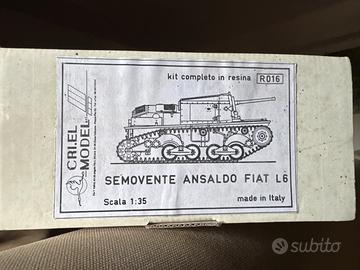 kit completo in resina R016
CRI.EL
MODEL
SEMOVENTE ANSALDO FIAT L6
Scala 1:35 made in Italy
subito